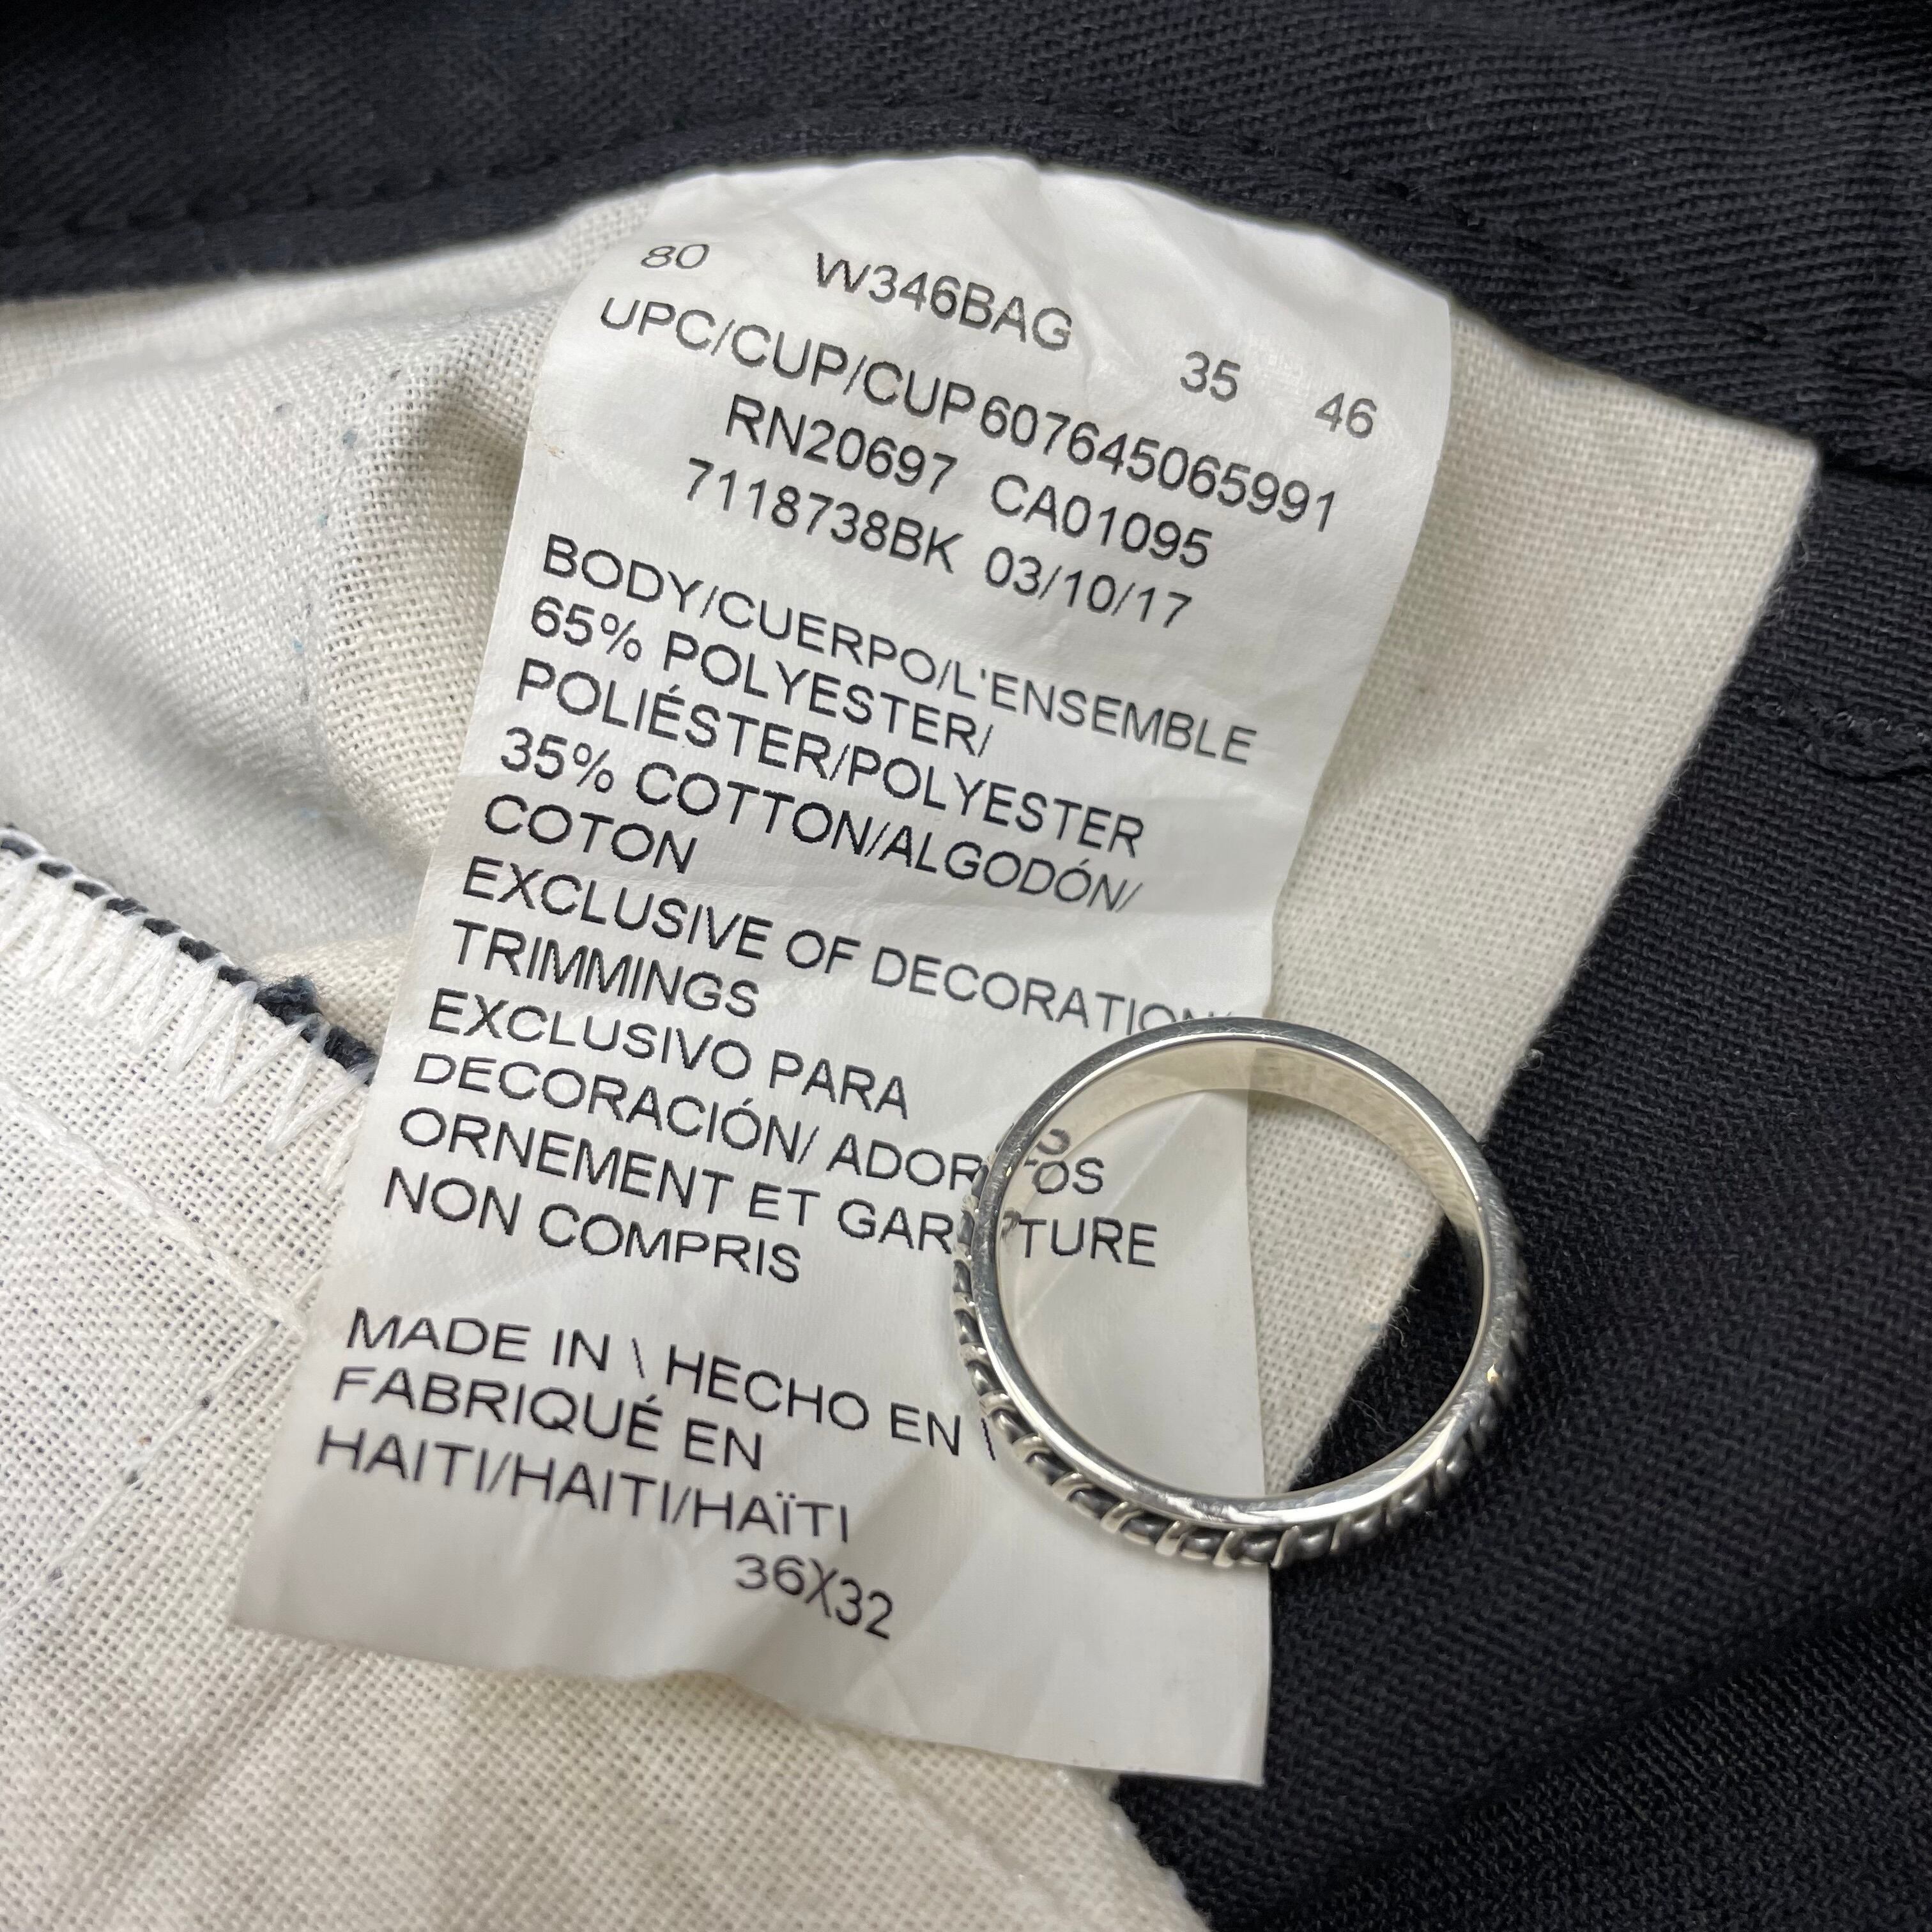 80 W346BAG 35 46
UPC/CUP/CUP 607645065991
RN20697 CA01095
7118738BK 03/10/17
BODY/CUERPO/L'ENSEMBLE
65% POLYESTER/
POLIÉSTER/POLYESTER
35% COTTON/ALGODÓN/
COTON
EXCLUSIVE OF
TRIMMINGS
EXCLUSIVO PARA
DECORACIÓN/
ORNEMENT ET
NON COMPRIS
MADE IN \ HECHO EN \
FABRIQUÉ EN
HAITI/HAITI/HAÏTI
36X32